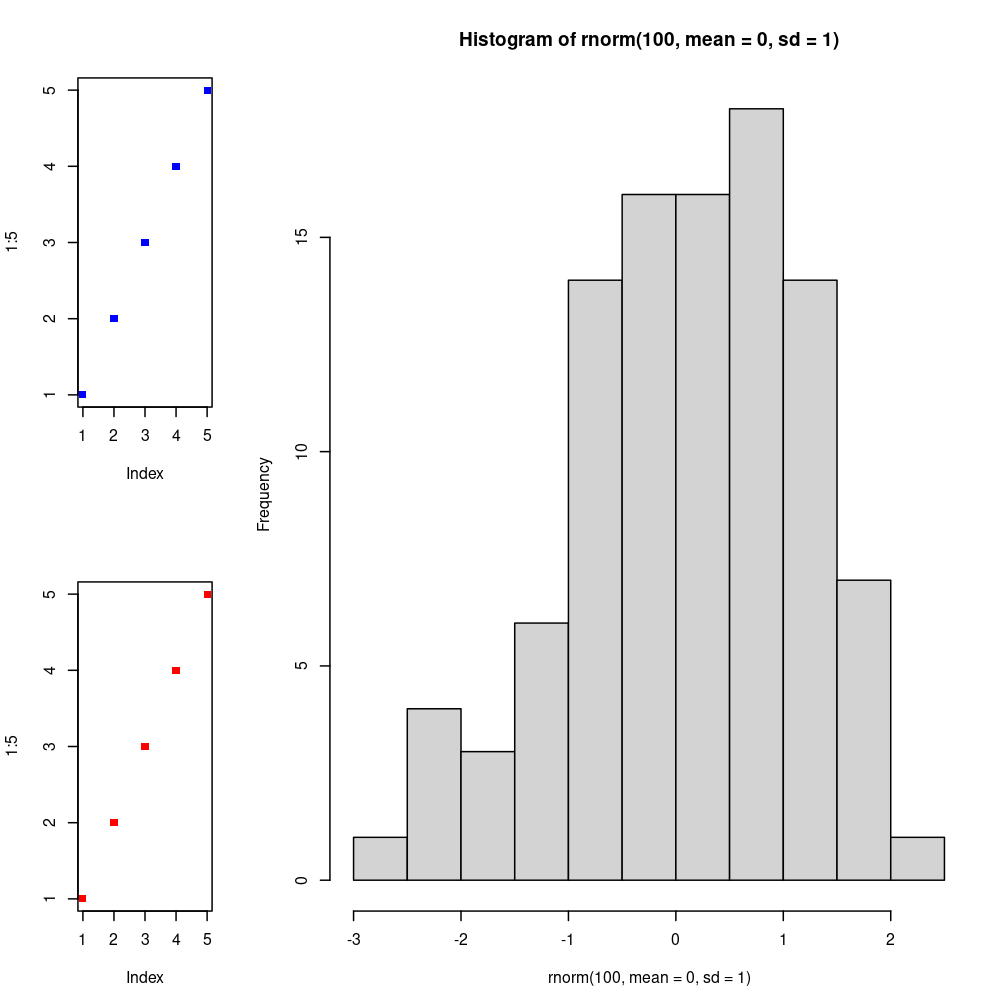 5
4
3
2
1
1:5
1 2 3 4 5
Index
5
4
3
2
1
1:5
1 2 3 4 5
Index
Histogram of rnorm(100, mean = 0, sd = 1)
15
10
5
0
Frequency
-3 -2 -1 0 1 2
rnorm(100, mean = 0, sd = 1)